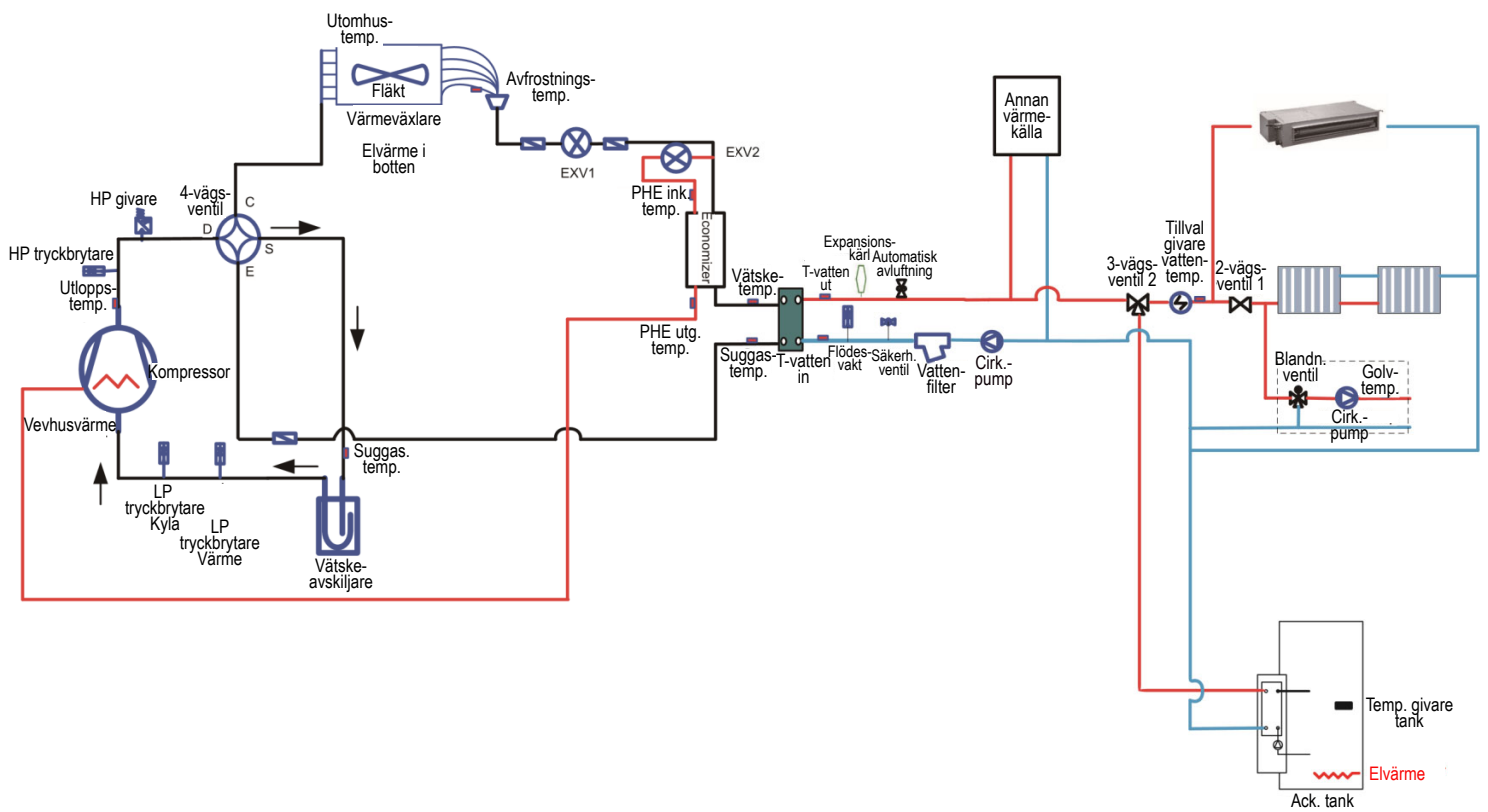 Utomhus-
temp.
Fläkt
Värmeväxlare
Elvärme i
botten
Avfrostnings-
temp.
EXV1
EXV2
PHE ink.
temp.
Economizer
PHE utg.
temp.
HP givare
4-vägs-
ventil
C
D
S
E
HP tryckbrytare
Utlopps-
temp.
Kompressor
Vevhusvärme
LP
tryckbrytare
Kyla
LP
tryckbrytare
Värme
Suggas.
temp.
Vätske-
avskiljare
Vätske-
temp.
Suggas-
temp.
T-vatten
ut
T-vatten
in
Expansions-
kärl
Automatisk
avluftning
Flödes-
vakt
Säkerh.
ventil
Vatten-
filter
Cirk.-
pump
Annan
värme-
källa
3-vägs-
ventil 2
Tillval
givare
vatten-
temp.
2-vägs-
ventil 1
Blandn.
ventil
Golv-
temp.
Cirk.-
pump
Temp. givare
tank
Elvärme
Ack. tank